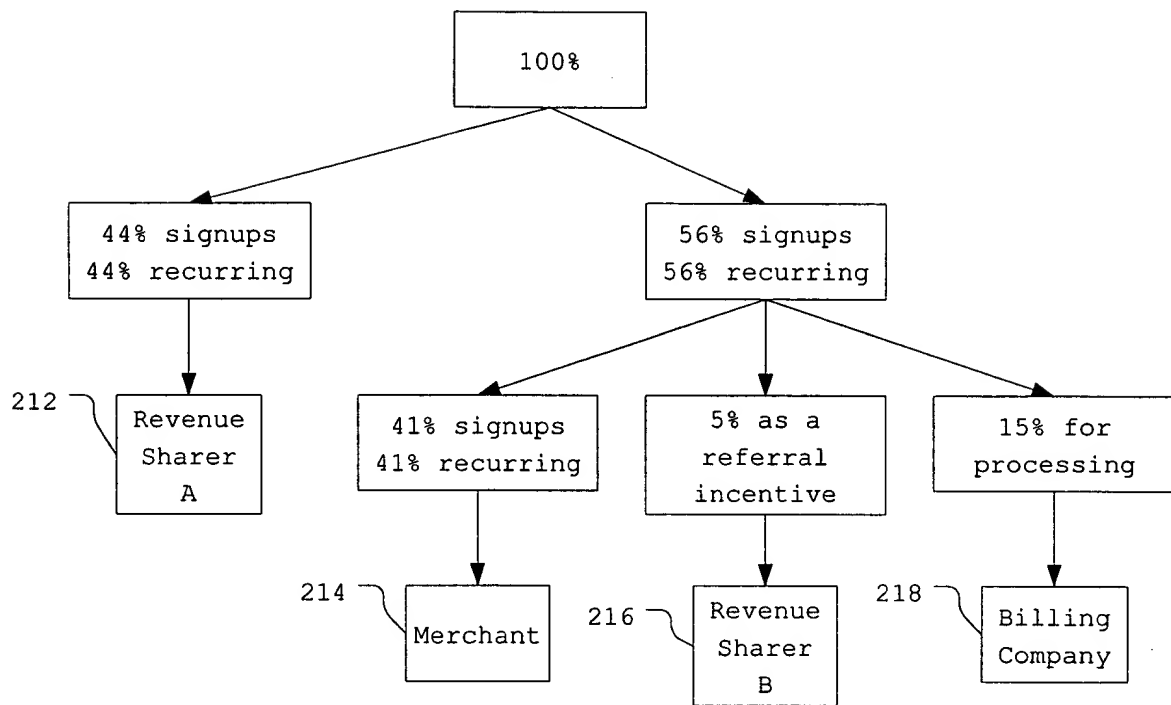 100%
44% signups
44% recurring
56% signups
56% recurring
212
Revenue
Sharer
A
41% signups
41% recurring
5% as a
referral
incentive
15% for
processing
214
Merchant
216
Revenue
Sharer
B
218
Billing
Company